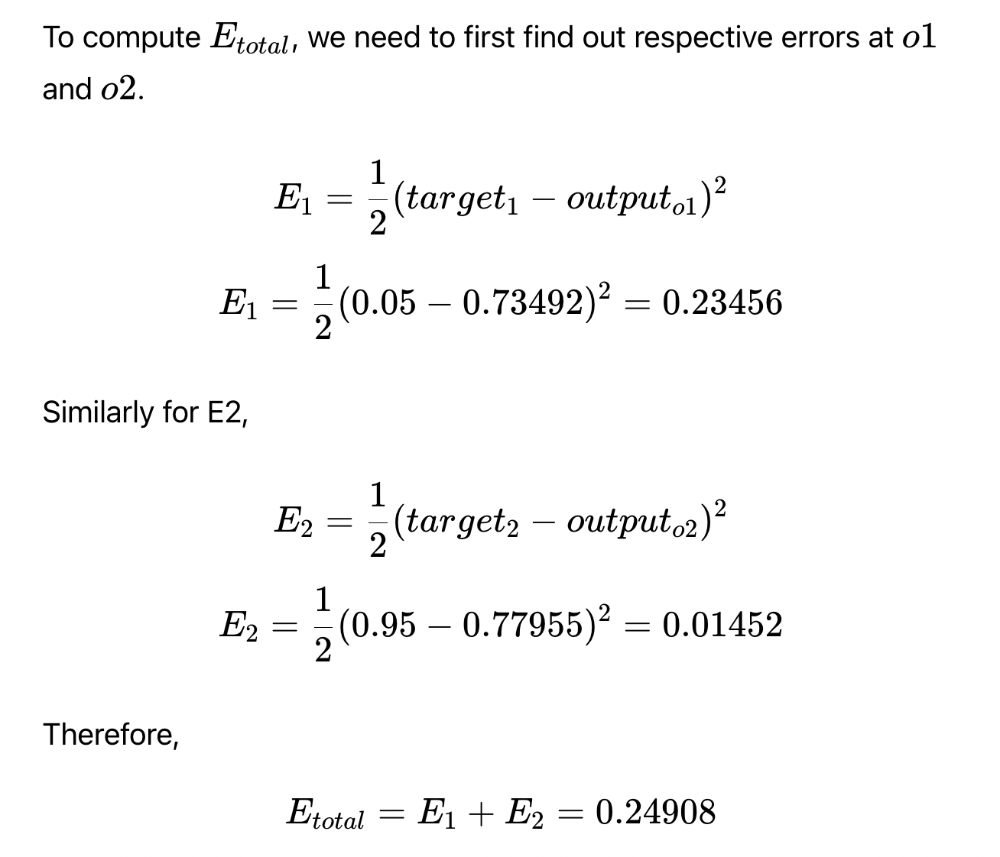 To compute $E_{total}$, we need to first find out respective errors at $o1$
and $o2$.
$E_1 = \frac{1}{2}(target_1 - output_{o1})^2$
$E_1 = \frac{1}{2}(0.05 - 0.73492)^2 = 0.23456$
Similarly for E2,
$E_2 = \frac{1}{2}(target_2 - output_{o2})^2$
$E_2 = \frac{1}{2}(0.95 - 0.77955)^2 = 0.01452$
Therefore,
$E_{total} = E_1 + E_2 = 0.24908$